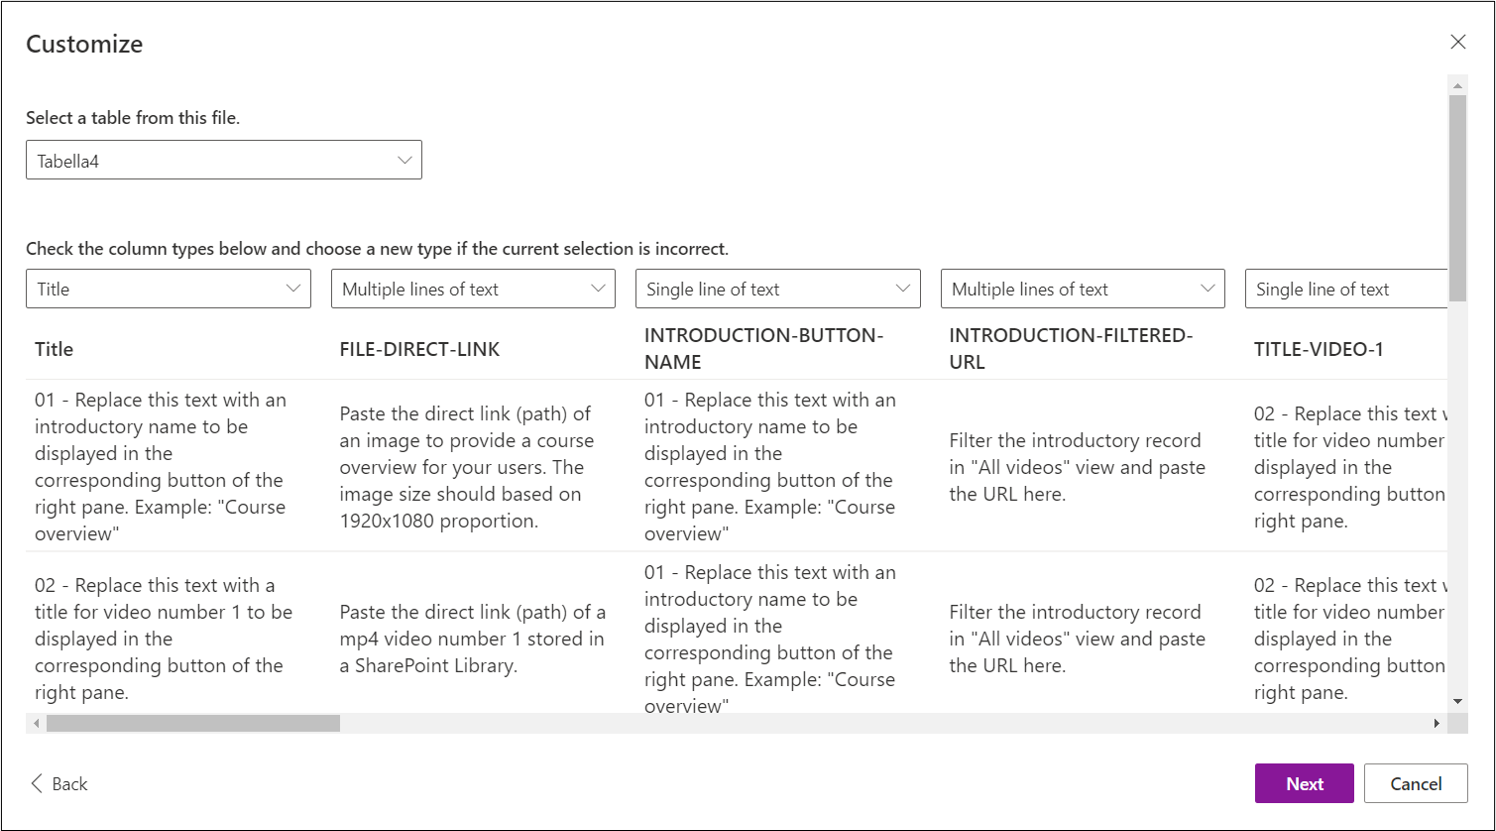 Customize
Select a table from this file.
Tabella4
Check the column types below and choose a new type if the current selection is incorrect.
Title
Multiple lines of text
Single line of text
Multiple lines of text
Single line of text
Title
FILE-DIRECT-LINK
INTRODUCTION-BUTTON-
NAME
INTRODUCTION-FILTERED-
URL
TITLE-VIDEO-1
01 - Replace this text with an
introductory name to be
displayed in the
corresponding button of the
right pane. Example: "Course
overview"
Paste the direct link (path) of
an image to provide a course
overview for your users. The
image size should based on
1920x1080 proportion.
01 - Replace this text with an
introductory name to be
displayed in the
corresponding button of the
right pane. Example: "Course
overview"
Filter the introductory record
in "All videos" view and paste
the URL here.
02 - Replace this text
title for video number
displayed in the
corresponding button
right pane.
02 - Replace this text with a
title for video number 1 to be
displayed in the
corresponding button of the
right pane.
Paste the direct link (path) of a
mp4 video number 1 stored in
a SharePoint Library.
01 - Replace this text with an
introductory name to be
displayed in the
corresponding button of the
right pane. Example: "Course
overview"
Filter the introductory record
in "All videos" view and paste
the URL here.
02 - Replace this text
title for video number
displayed in the
corresponding button
right pane.
Back
Next
Cancel